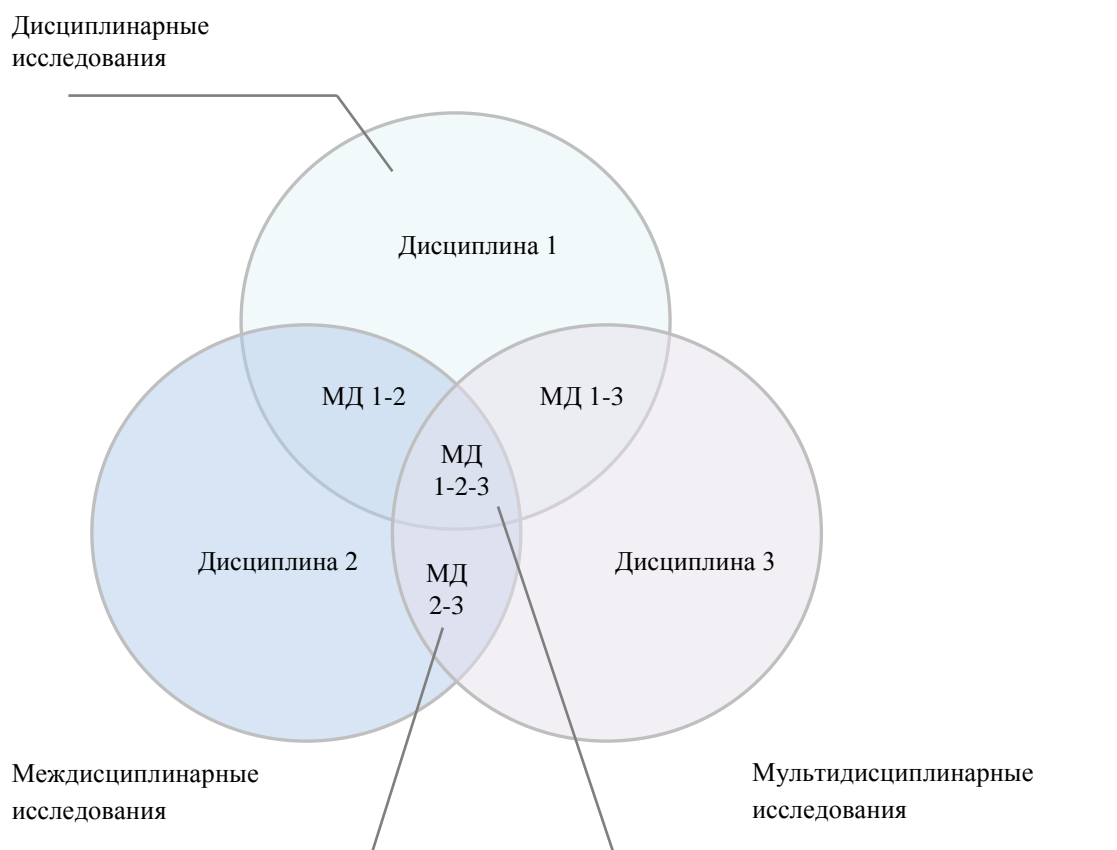 Дисциплинарные
исследования
Дисциплина 1
МД 1-2
МД 1-3
МД
1-2-3
Дисциплина 2
Дисциплина 3
МД
2-3
Междисциплинарные
исследования
Мультидисциплинарные
исследования